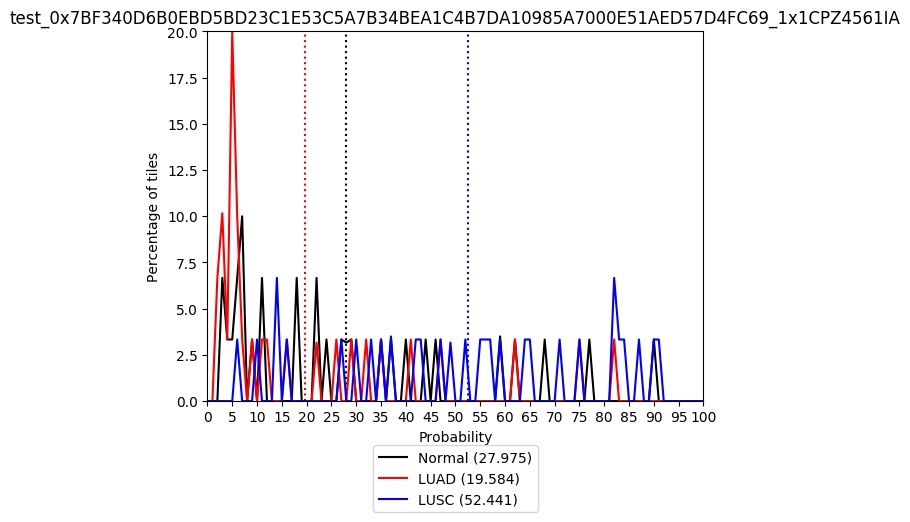 test_0x7BF340D6B0EBD5BD23C1E53C5A7B34BEA1C4B7DA10985A7000E51AED57D4FC69_1x1CPZ4561IA
20.0
17.5
15.0
12.5
10.0
7.5
5.0
2.5
0.0
Percentage of tiles
0 5 10 15 20 25 30 35 40 45 50 55 60 65 70 75 80 85 90 95 100
Probability
Normal (27.975)
LUAD (19.584)
LUSC (52.441)